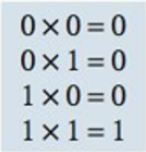 0 × 0 = 0
0 × 1 = 0
1 × 0 = 0
1 × 1 = 1